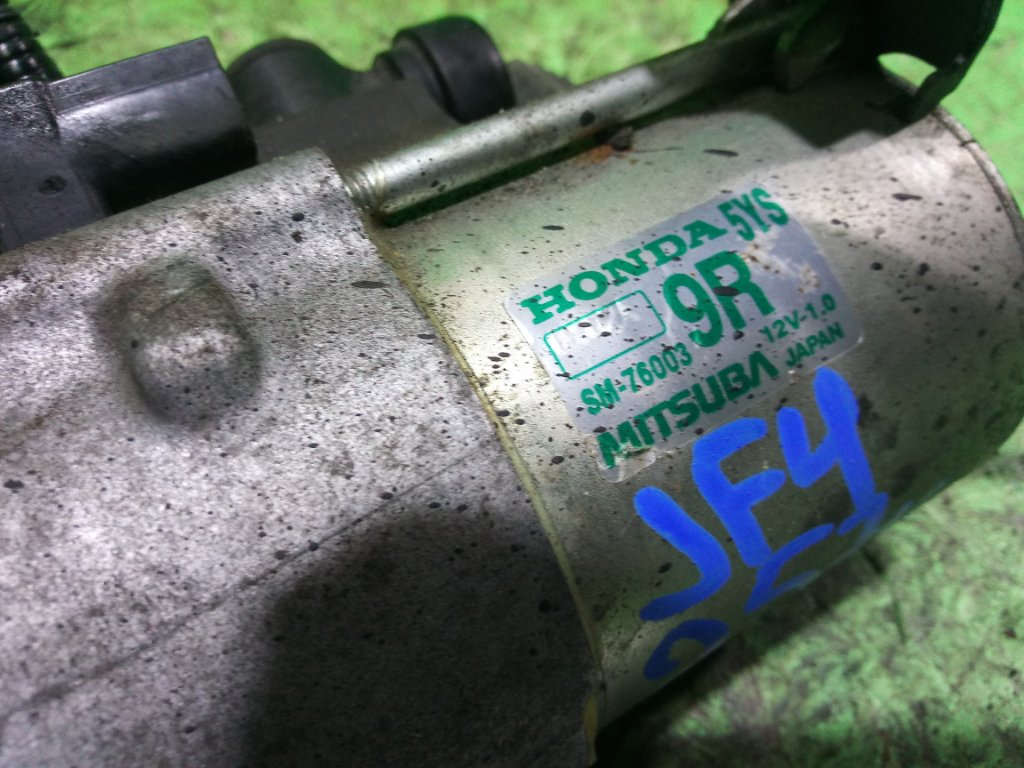 HONDA 5YS
9R
SM-76003 12V-1.0
MITSUBA JAPAN
JF4